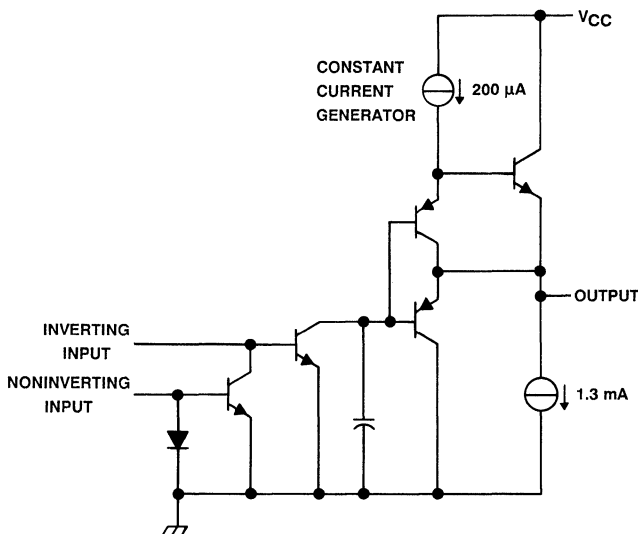 VCC
CONSTANT
CURRENT
GENERATOR
200 µA
OUTPUT
INVERTING
INPUT
NONINVERTING
INPUT
1.3 mA